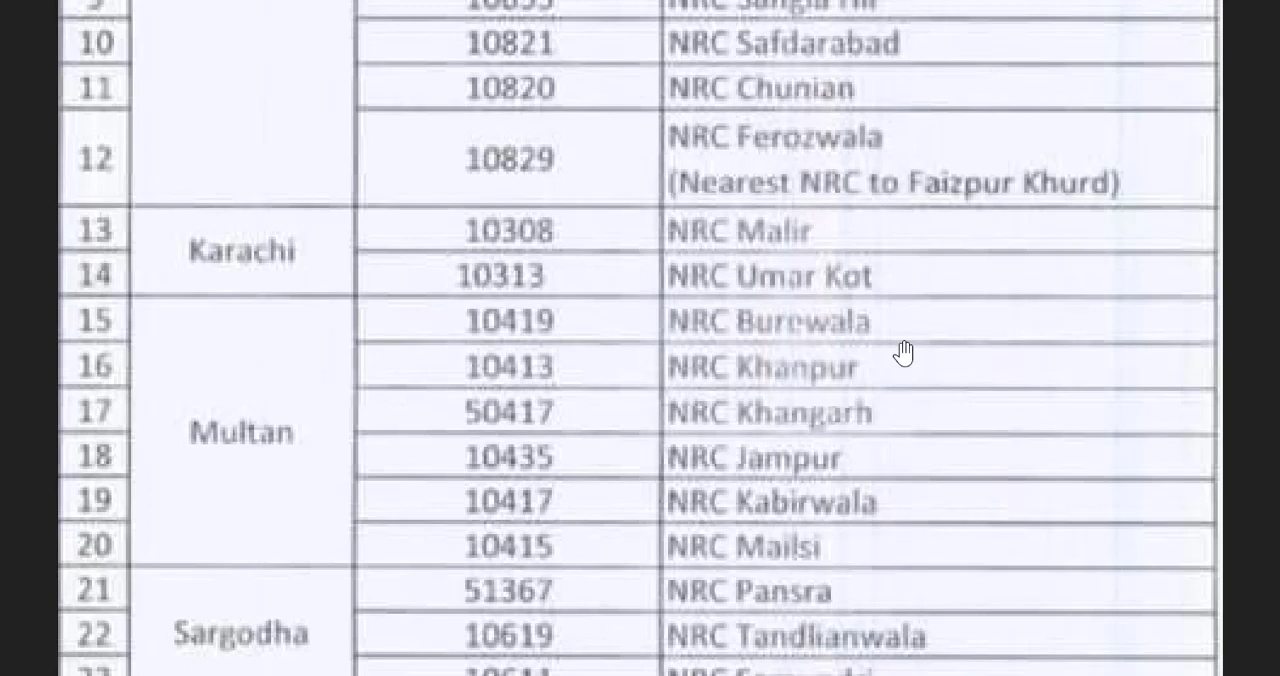 10 10821 NRC Safdarabad
11 10820 NRC Chunian
12 10829 NRC Ferozwala
(Nearest NRC to Faizpur Khurd)
Karachi
13 10308 NRC Malir
14 10313 NRC Umar Kot
Multan
15 10419 NRC Burewala
16 10413 NRC Khanpur
17 50417 NRC Khangarh
18 10435 NRC Jampur
19 10417 NRC Kabirwala
20 10415 NRC Mailsi
Sargodha
21 51367 NRC Pansra
22 10619 NRC Tandlianwala